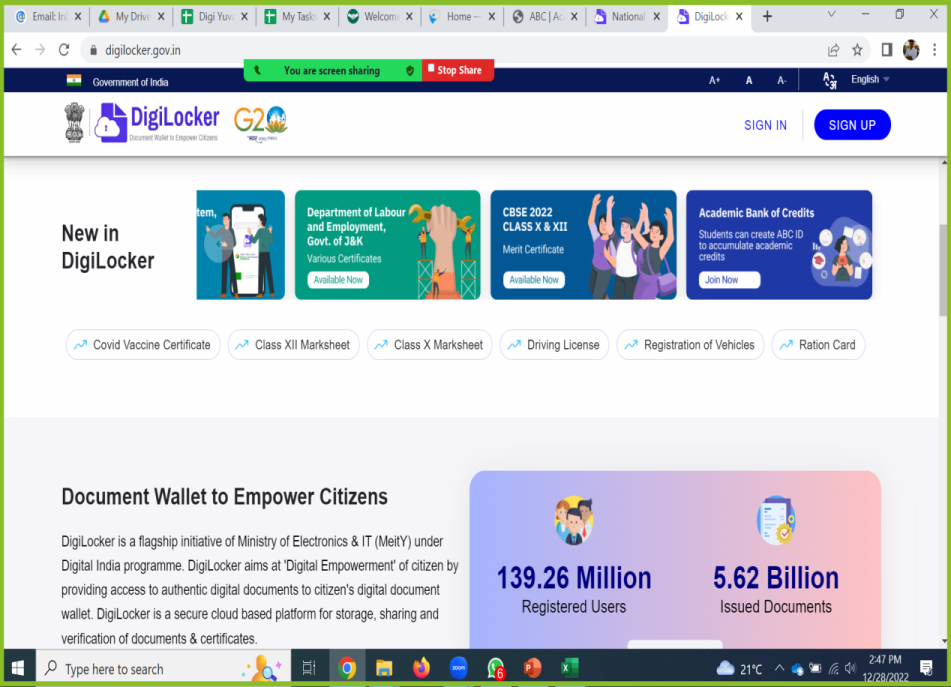 Email: In
My Drive
Digi Yuva
My Tasks
Welcome
Home —
ABC | Ac
National
DigiLock
digilocker.gov.in
You are screen sharing
Stop Share
Government of India
A+
A
A-
English
DigiLocker
Document Wallet to Empower Citizens
G20
SIGN IN
SIGN UP
New in
DigiLocker
tem,
Department of Labour
and Employment,
Govt. of J&K
Various Certificates
Available Now
CBSE 2022
CLASS X & XII
Merit Certificate
Available Now
Academic Bank of Credits
Students can create ABC ID
to accumulate academic
credits
Join Now
Covid Vaccine Certificate
Class XII Marksheet
Class X Marksheet
Driving License
Registration of Vehicles
Ration Card
Document Wallet to Empower Citizens
DigiLocker is a flagship initiative of Ministry of Electronics & IT (MeitY) under
Digital India programme. DigiLocker aims at 'Digital Empowerment' of citizen by
providing access to authentic digital documents to citizen's digital document
wallet. DigiLocker is a secure cloud based platform for storage, sharing and
verification of documents & certificates.
139.26 Million
Registered Users
5.62 Billion
Issued Documents
Type here to search
zoom
6
21°C
2:47 PM
12/28/2022